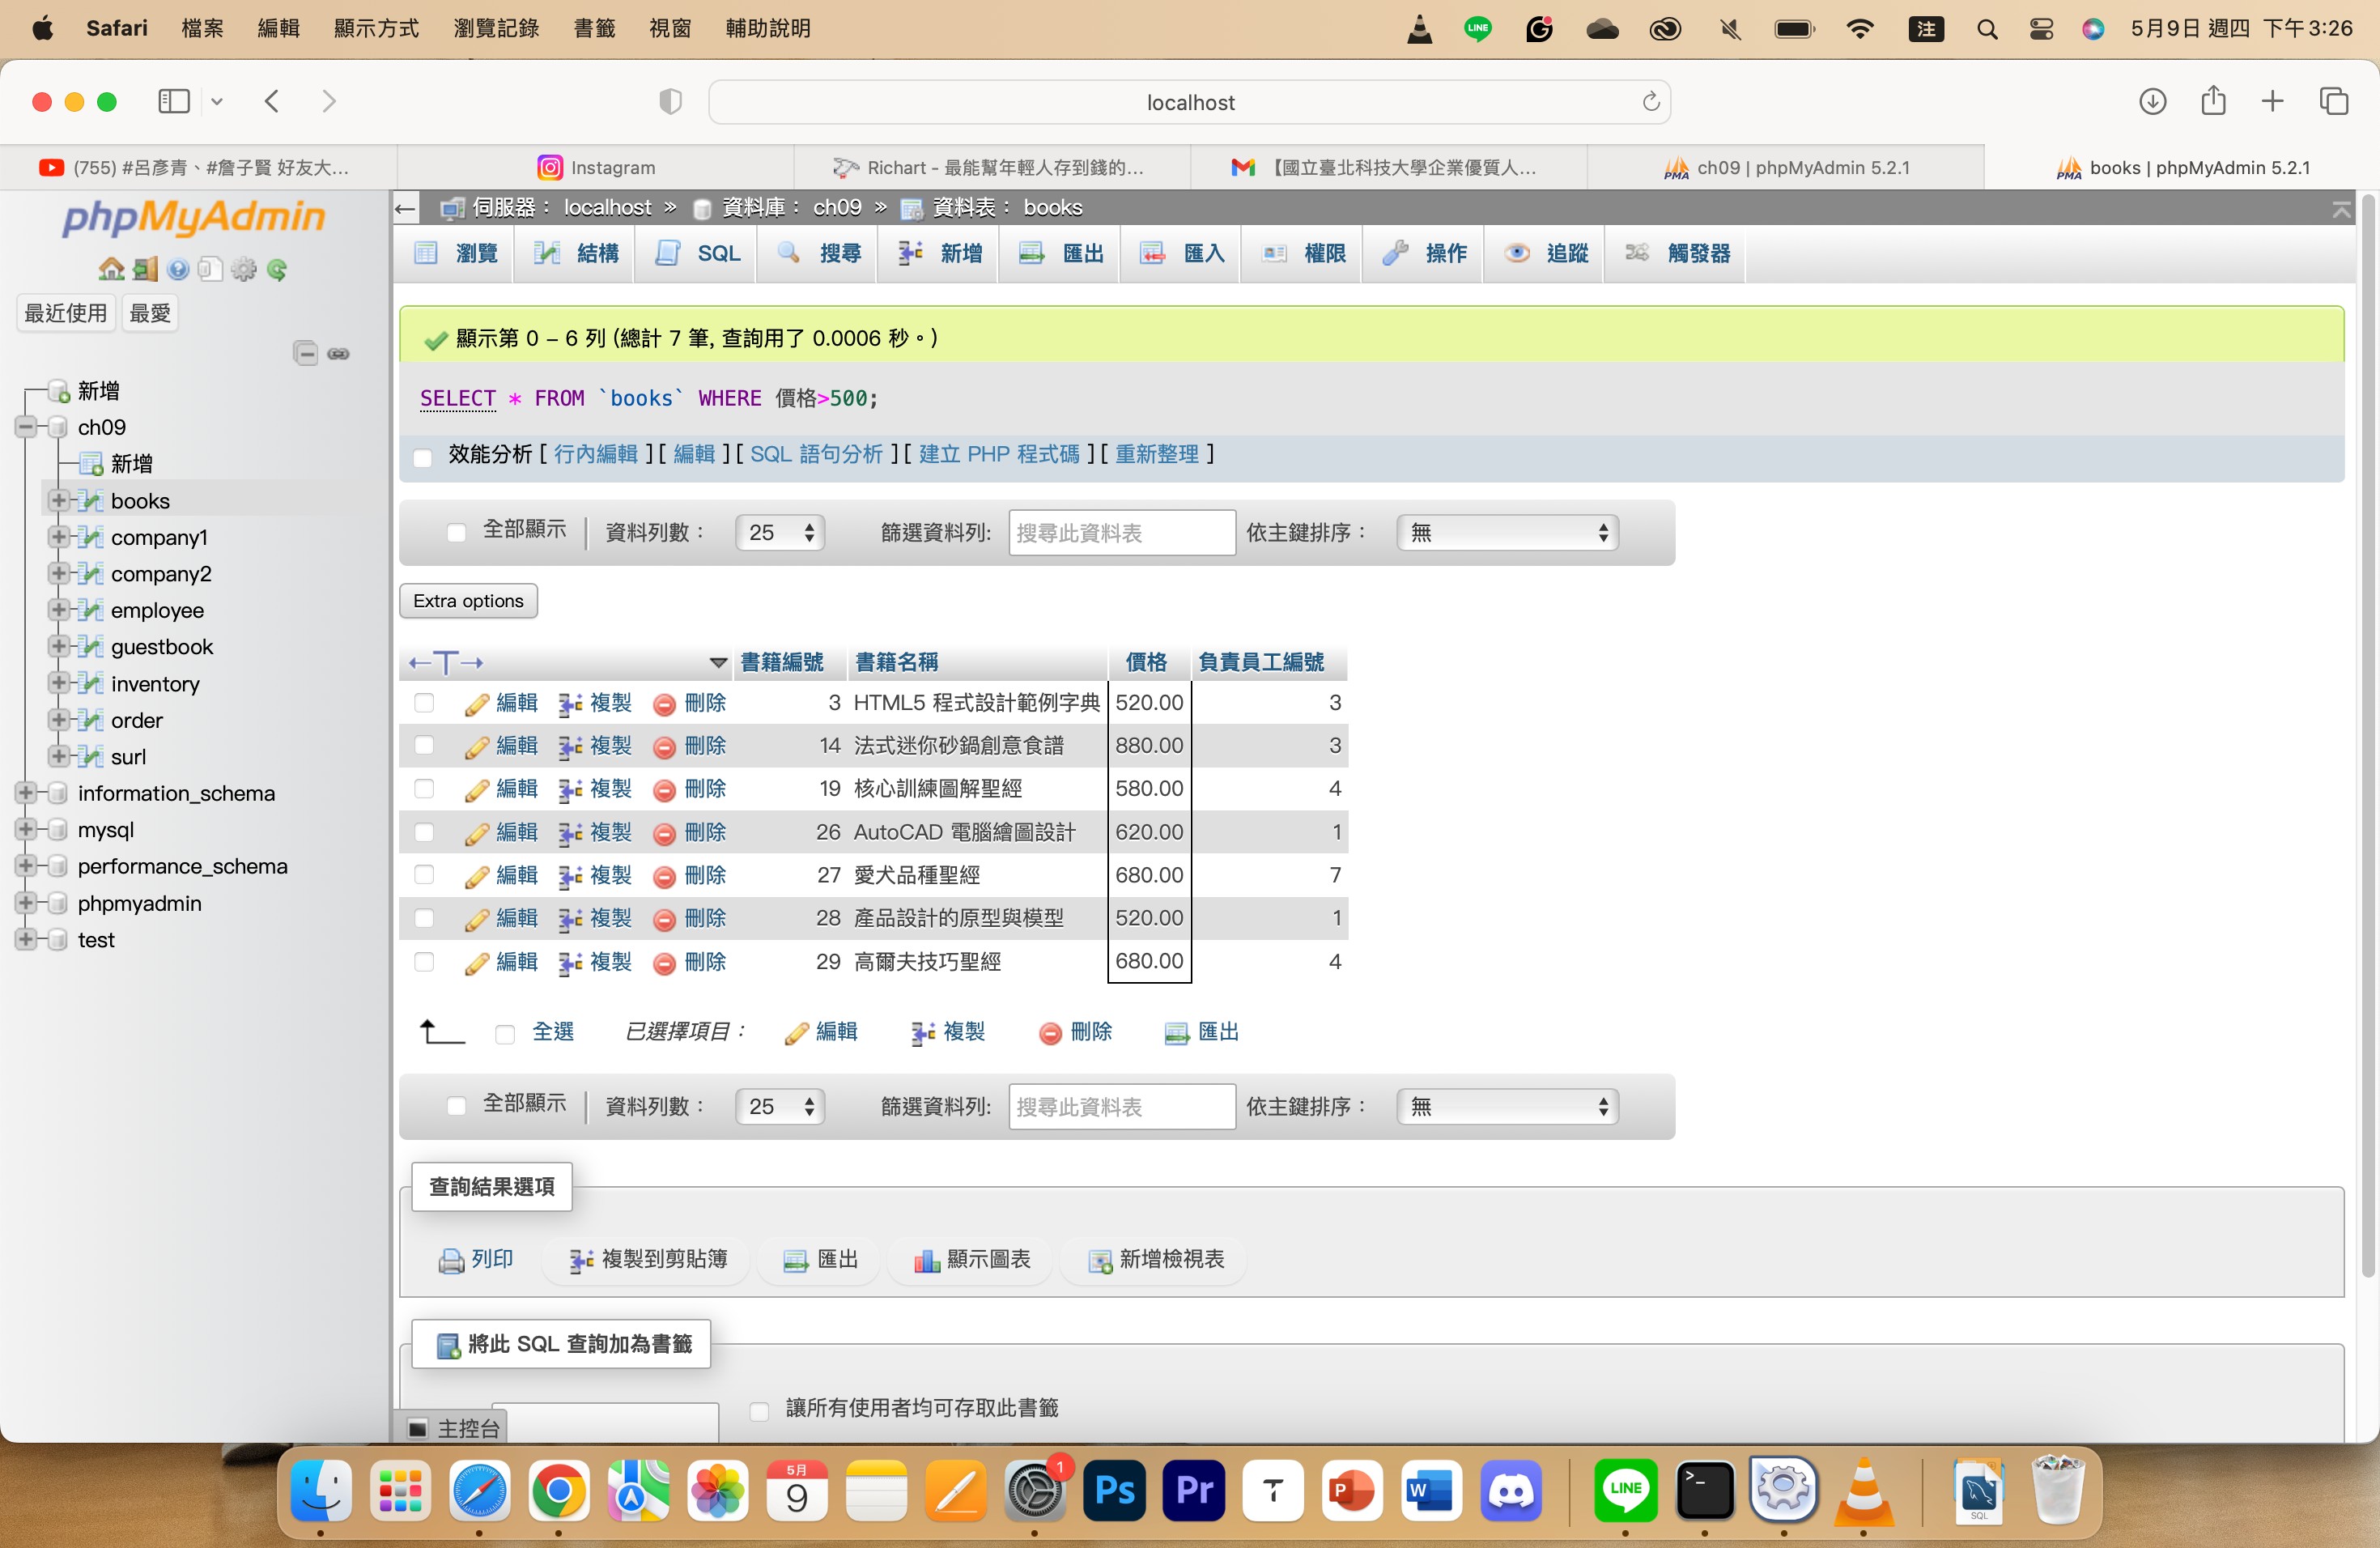 Safari 檔案 編輯 顯示方式 瀏覽記錄 書籤 視窗 輔助說明 LINE 注 5月9日 週四 下午3:26
localhost
(755) #呂彥青、#詹子賢 好友大... Instagram Richart - 最能幫年輕人存到錢的... 【國立臺北科技大學企業優質人... PMA ch09 | phpMyAdmin 5.2.1 PMA books | phpMyAdmin 5.2.1
phpMyAdmin
最近使用 最愛
新增
ch09
新增
books
company1
company2
employee
guestbook
inventory
order
surl
information_schema
mysql
performance_schema
phpmyadmin
test
伺服器： localhost » 資料庫： ch09 » 資料表： books
瀏覽 結構 SQL 搜尋 新增 匯出 匯入 權限 操作 追蹤 觸發器
顯示第 0 - 6 列 (總計 7 筆, 查詢用了 0.0006 秒。)
SELECT * FROM `books` WHERE 價格>500;
效能分析 [ 行內編輯 ] [ 編輯 ] [ SQL 語句分析 ] [ 建立 PHP 程式碼 ] [ 重新整理 ]
全部顯示 | 資料列數： 25 篩選資料列: 搜尋此資料表 依主鍵排序： 無
Extra options
←T→ 書籍編號 書籍名稱 價格 負責員工編號
編輯 複製 刪除 3 HTML5 程式設計範例字典 520.00 3
編輯 複製 刪除 14 法式迷你砂鍋創意食譜 880.00 3
編輯 複製 刪除 19 核心訓練圖解聖經 580.00 4
編輯 複製 刪除 26 AutoCAD 電腦繪圖設計 620.00 1
編輯 複製 刪除 27 愛犬品種聖經 680.00 7
編輯 複製 刪除 28 產品設計的原型與模型 520.00 1
編輯 複製 刪除 29 高爾夫技巧聖經 680.00 4
全選 已選擇項目： 編輯 複製 刪除 匯出
全部顯示 | 資料列數： 25 篩選資料列: 搜尋此資料表 依主鍵排序： 無
查詢結果選項
列印 複製到剪貼簿 匯出 顯示圖表 新增檢視表
將此 SQL 查詢加為書籤
讓所有使用者均可存取此書籤
主控台
5月 9 1 Ps Pr T P W LINE >_ SQL